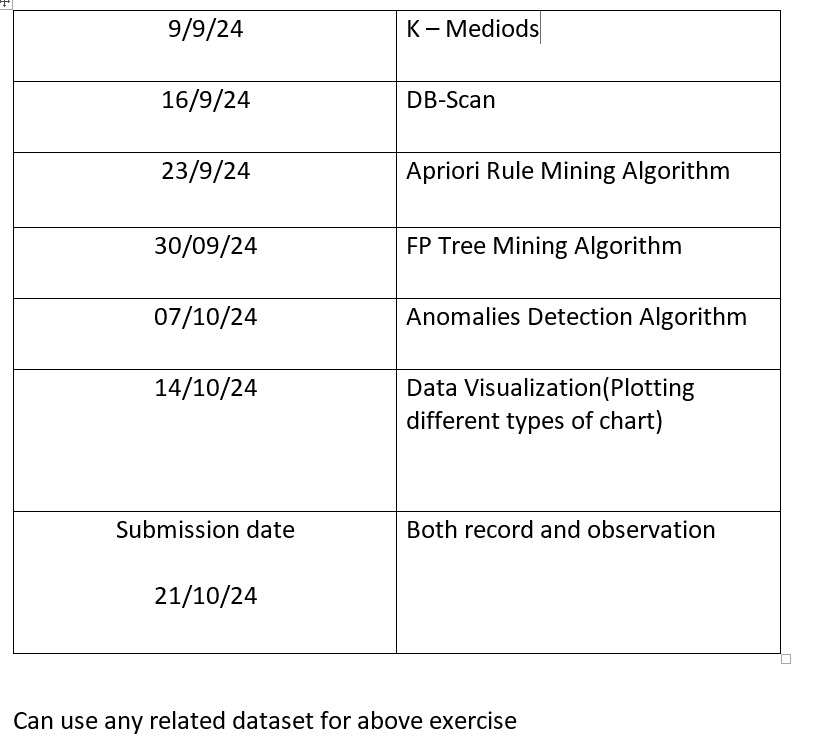 9/9/24 K – Mediods
16/9/24 DB-Scan
23/9/24 Apriori Rule Mining Algorithm
30/09/24 FP Tree Mining Algorithm
07/10/24 Anomalies Detection Algorithm
14/10/24 Data Visualization(Plotting
different types of chart)
Submission date Both record and observation
21/10/24
Can use any related dataset for above exercise